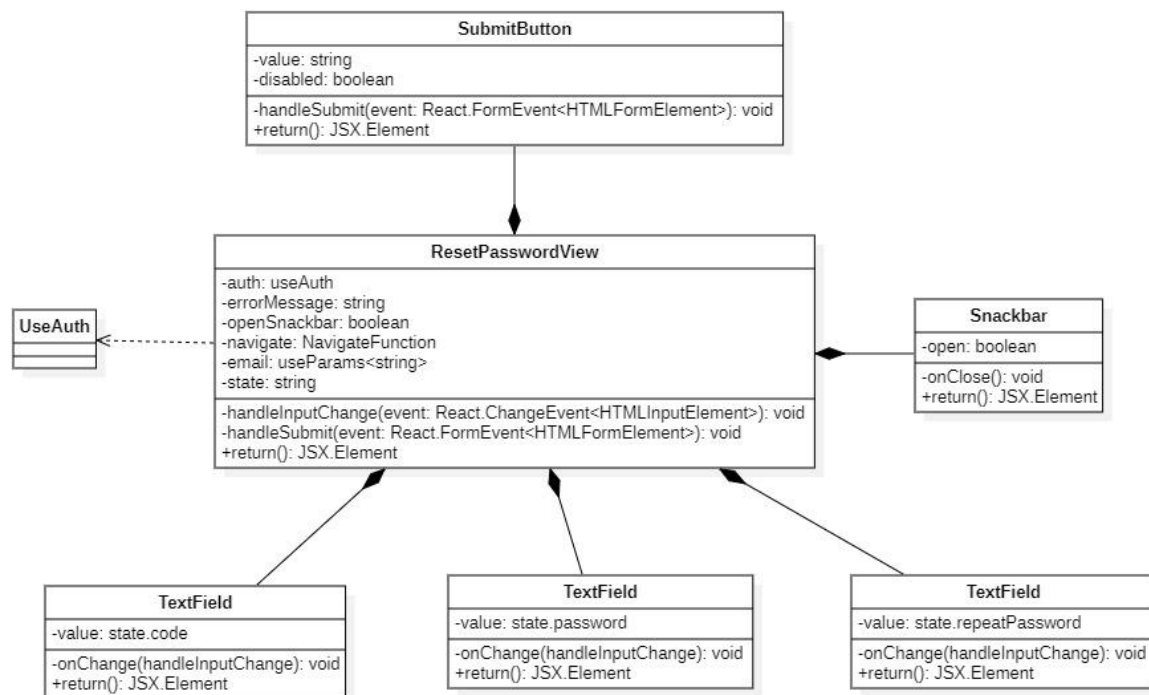 SubmitButton
-value: string
-disabled: boolean
-handleSubmit(event: React.FormEvent<HTMLFormElement>): void
+return(): JSX.Element
ResetPasswordView
-auth: useAuth
-errorMessage: string
-openSnackbar: boolean
-navigate: NavigateFunction
-email: useParams<string>
-state: string
-handleInputChange(event: React.ChangeEvent<HTMLInputElement>): void
-handleSubmit(event: React.FormEvent<HTMLFormElement>): void
+return(): JSX.Element
UseAuth
Snackbar
-open: boolean
-onClose(): void
+return(): JSX.Element
TextField
-value: state.code
-onChange(handleInputChange): void
+return(): JSX.Element
TextField
-value: state.password
-onChange(handleInputChange): void
+return(): JSX.Element
TextField
-value: state.repeatPassword
-onChange(handleInputChange): void
+return(): JSX.Element